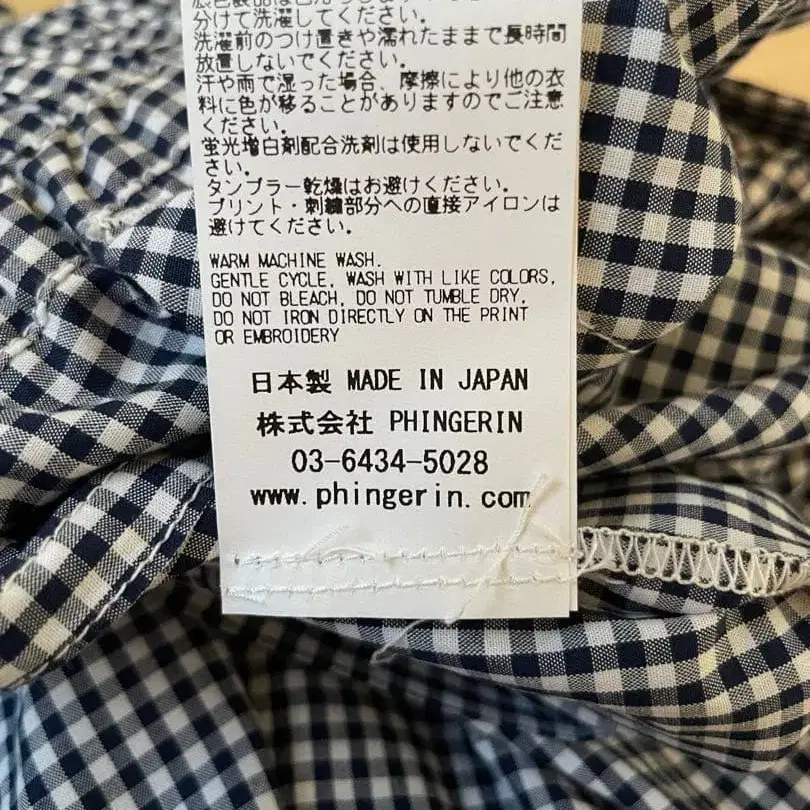 分けて洗濯してください。
洗濯前のつけ置きや濡れたままで長時間
放置しないでください。
汗や雨で湿った場合、摩擦により他の衣
料に色が移ることがありますのでご注意
ください。
蛍光増白剤配合洗剤は使用しないでくだ
さい。
タンブラー乾燥はお避けください。
プリント・刺繍部分への直接アイロンは
避けてください。
WARM MACHINE WASH.
GENTLE CYCLE, WASH WITH LIKE COLORS,
DO NOT BLEACH, DO NOT TUMBLE DRY,
DO NOT IRON DIRECTLY ON THE PRINT
OR EMBROIDERY
日本製 MADE IN JAPAN
株式会社 PHINGERIN
03-6434-5028
www.phingerin.com